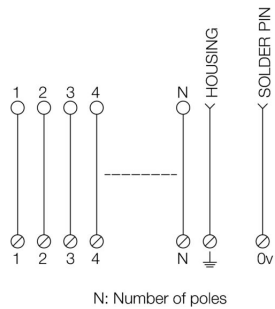 HOUSING
SOLDER PIN
1 2 3 4 N
1 2 3 4 N 0v
N: Number of poles